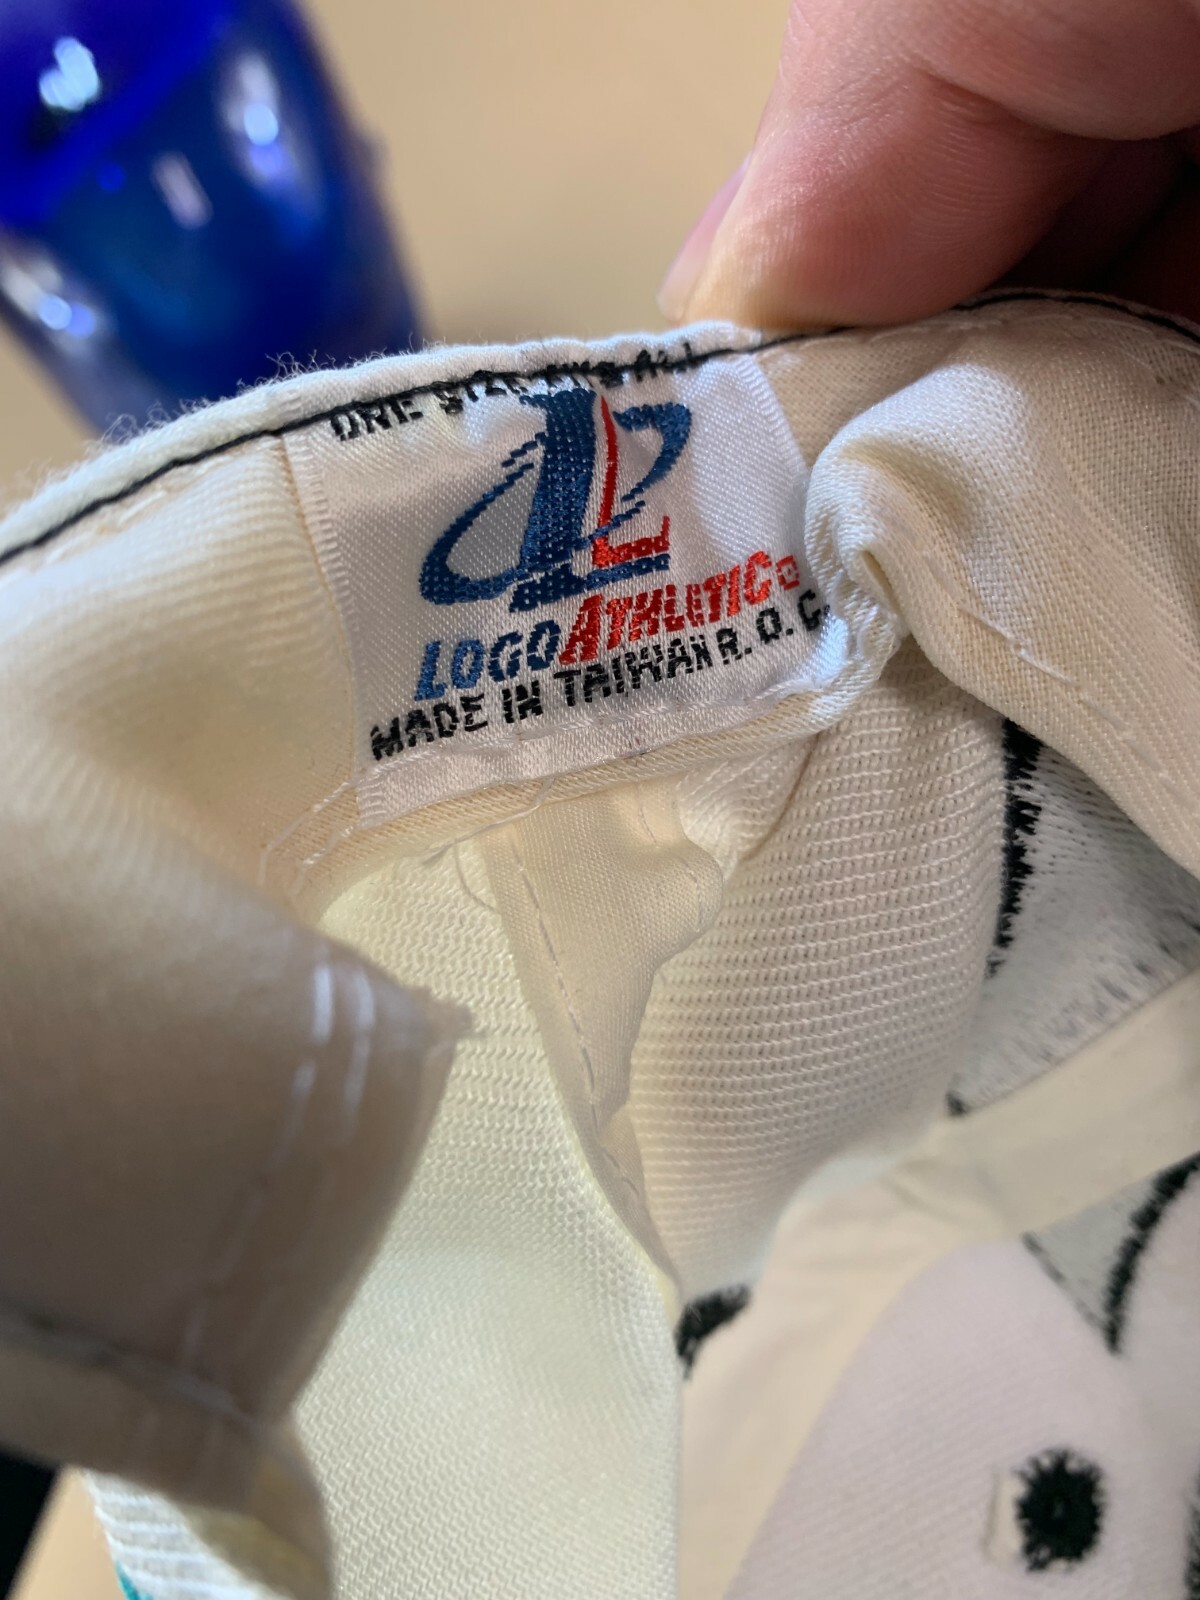 ONE SIZE FITS ALL
LOGO ATHLETIC
MADE IN TAIWAN R.O.C.